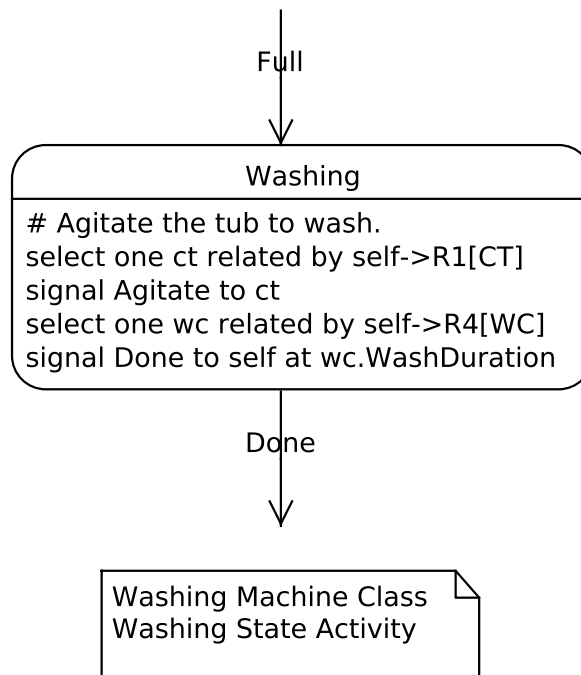 Full
Washing
# Agitate the tub to wash.
select one ct related by self->R1[CT]
signal Agitate to ct
select one wc related by self->R4[WC]
signal Done to self at wc.WashDuration
Done
Washing Machine Class
Washing State Activity